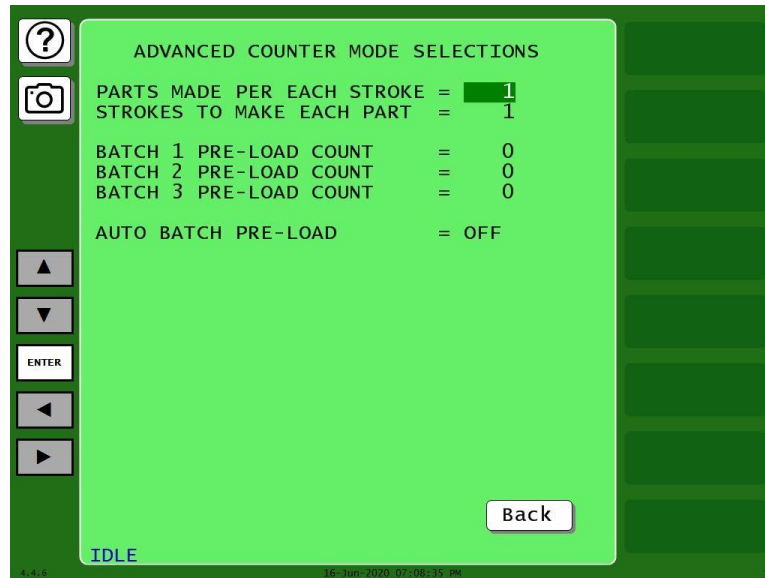 ?
ADVANCED COUNTER MODE SELECTIONS
PARTS MADE PER EACH STROKE = 1
STROKES TO MAKE EACH PART = 1
BATCH 1 PRE-LOAD COUNT = 0
BATCH 2 PRE-LOAD COUNT = 0
BATCH 3 PRE-LOAD COUNT = 0
AUTO BATCH PRE-LOAD = OFF
ENTER
Back
IDLE
4.4.6
16-Jun-2020 07:08:35 PM